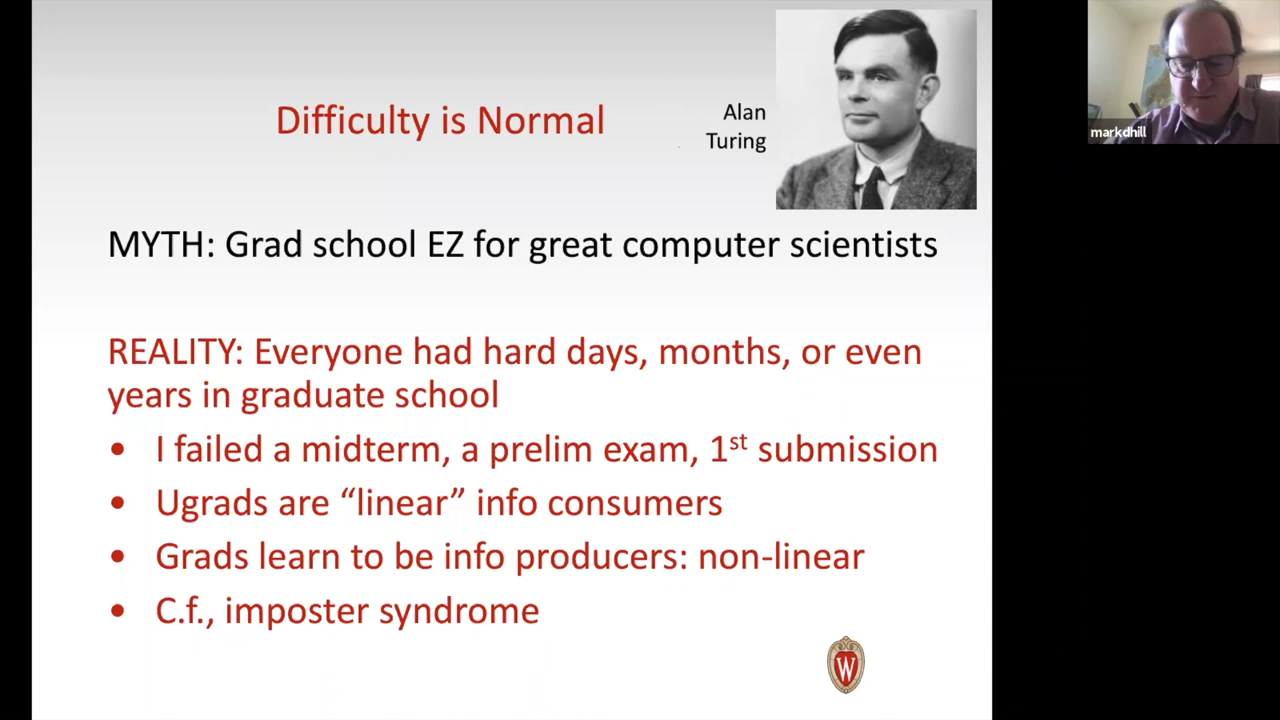 Difficulty is Normal
Alan
Turing
markdhill
MYTH: Grad school EZ for great computer scientists
REALITY: Everyone had hard days, months, or even
years in graduate school
• I failed a midterm, a prelim exam, 1st submission
• Ugrads are “linear” info consumers
• Grads learn to be info producers: non-linear
• C.f., imposter syndrome
W